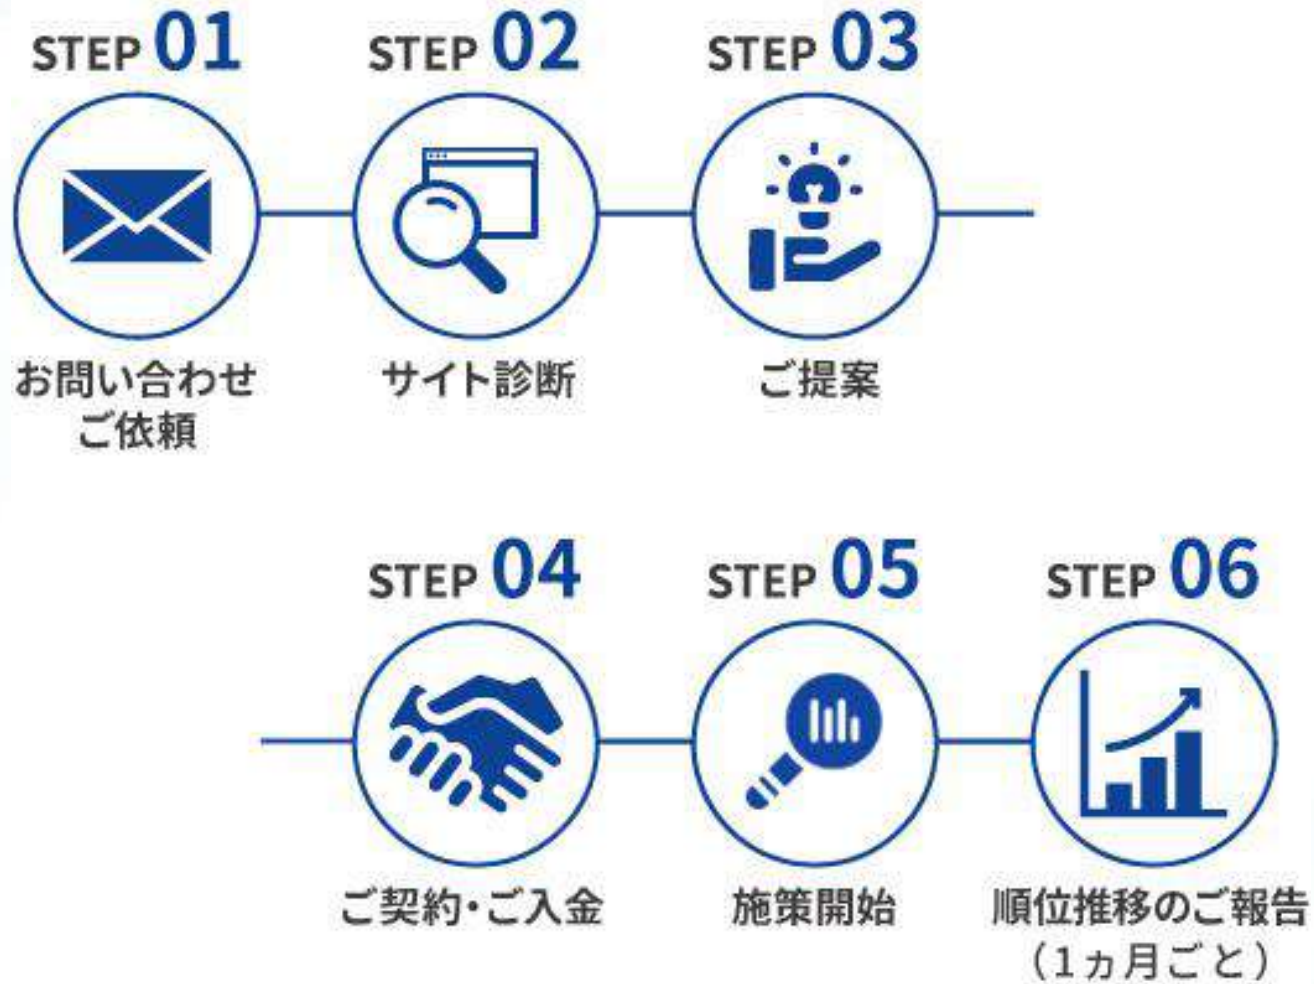 STEP 01
STEP 02
STEP 03
お問い合わせ
ご依頼
サイト診断
ご提案
STEP 04
STEP 05
STEP 06
ご契約・ご入金
施策開始
順位推移のご報告
（1ヵ月ごと）